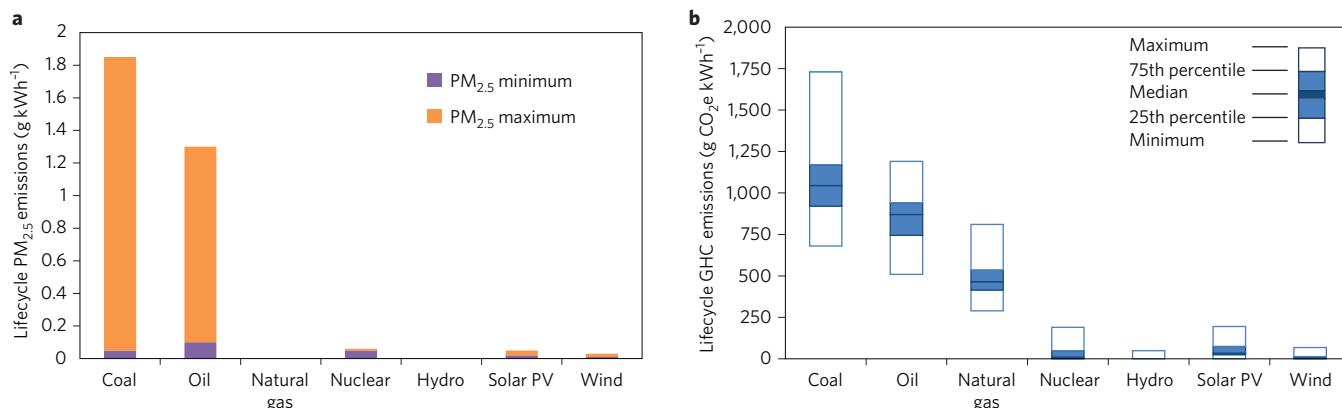 a
Lifecycle PM2.5 emissions (g kWh−1)
2
1.8
1.6
1.4
1.2
1
0.8
0.6
0.4
0.2
0
PM2.5 minimum
PM2.5 maximum
Coal
Oil
Natural
gas
Nuclear
Hydro
Solar PV
Wind
b
Lifecycle GHC emissions (g CO2e kWh−1)
2,000
1,750
1,500
1,250
1,000
750
500
250
0
Maximum
75th percentile
Median
25th percentile
Minimum
Coal
Oil
Natural
gas
Nuclear
Hydro
Solar PV
Wind